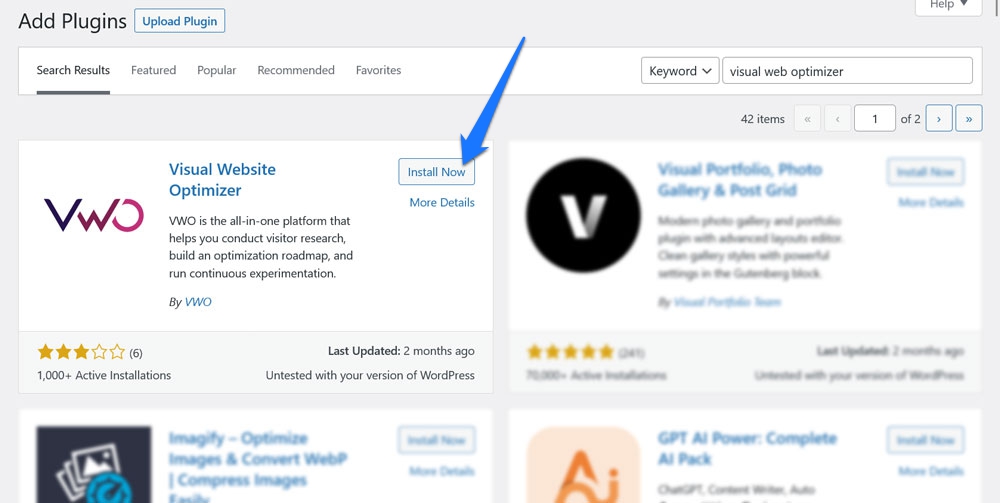 Help
Add Plugins
Upload Plugin
Search Results
Featured
Popular
Recommended
Favorites
Keyword
visual web optimizer
42 items
«
‹
1
of 2
›
»
VWO
Visual Website
Optimizer
Install Now
More Details
VWO is the all-in-one platform that
helps you conduct visitor research,
build an optimization roadmap, and
run continuous experimentation.
By VWO
(6)
Last Updated: 2 months ago
1,000+ Active Installations
Untested with your version of WordPress
V
Visual Portfolio, Photo
Gallery & Post Grid
Install Now
More Details
Modern photo gallery and portfolio
plugin with advanced layouts editor.
Clean gallery styles with powerful
settings in the Gutenberg block.
By Visual Portfolio Team
(241)
Last Updated: 2 months ago
70,000+ Active Installations
Untested with your version of WordPress
Imagify – Optimize
Images & Convert WebP
| Compress Images
Easily
Install Now
More Details
GPT AI Power: Complete
AI Pack
Install Now
More Details
ChatGPT, Content Writer, Auto